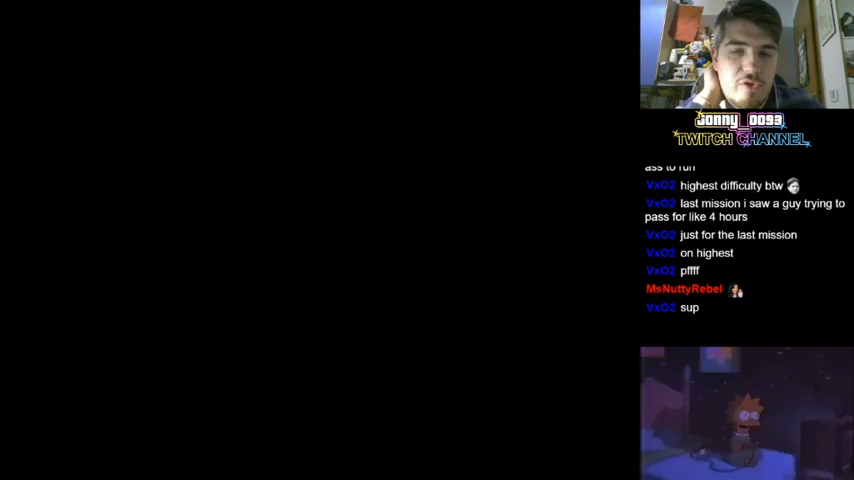 jonny_0093
TWITCH CHANNEL
ass to run
VxO2 highest difficulty btw
VxO2 last mission i saw a guy trying to
pass for like 4 hours
VxO2 just for the last mission
VxO2 on highest
VxO2 pffff
MsNuttyRebel
VxO2 sup